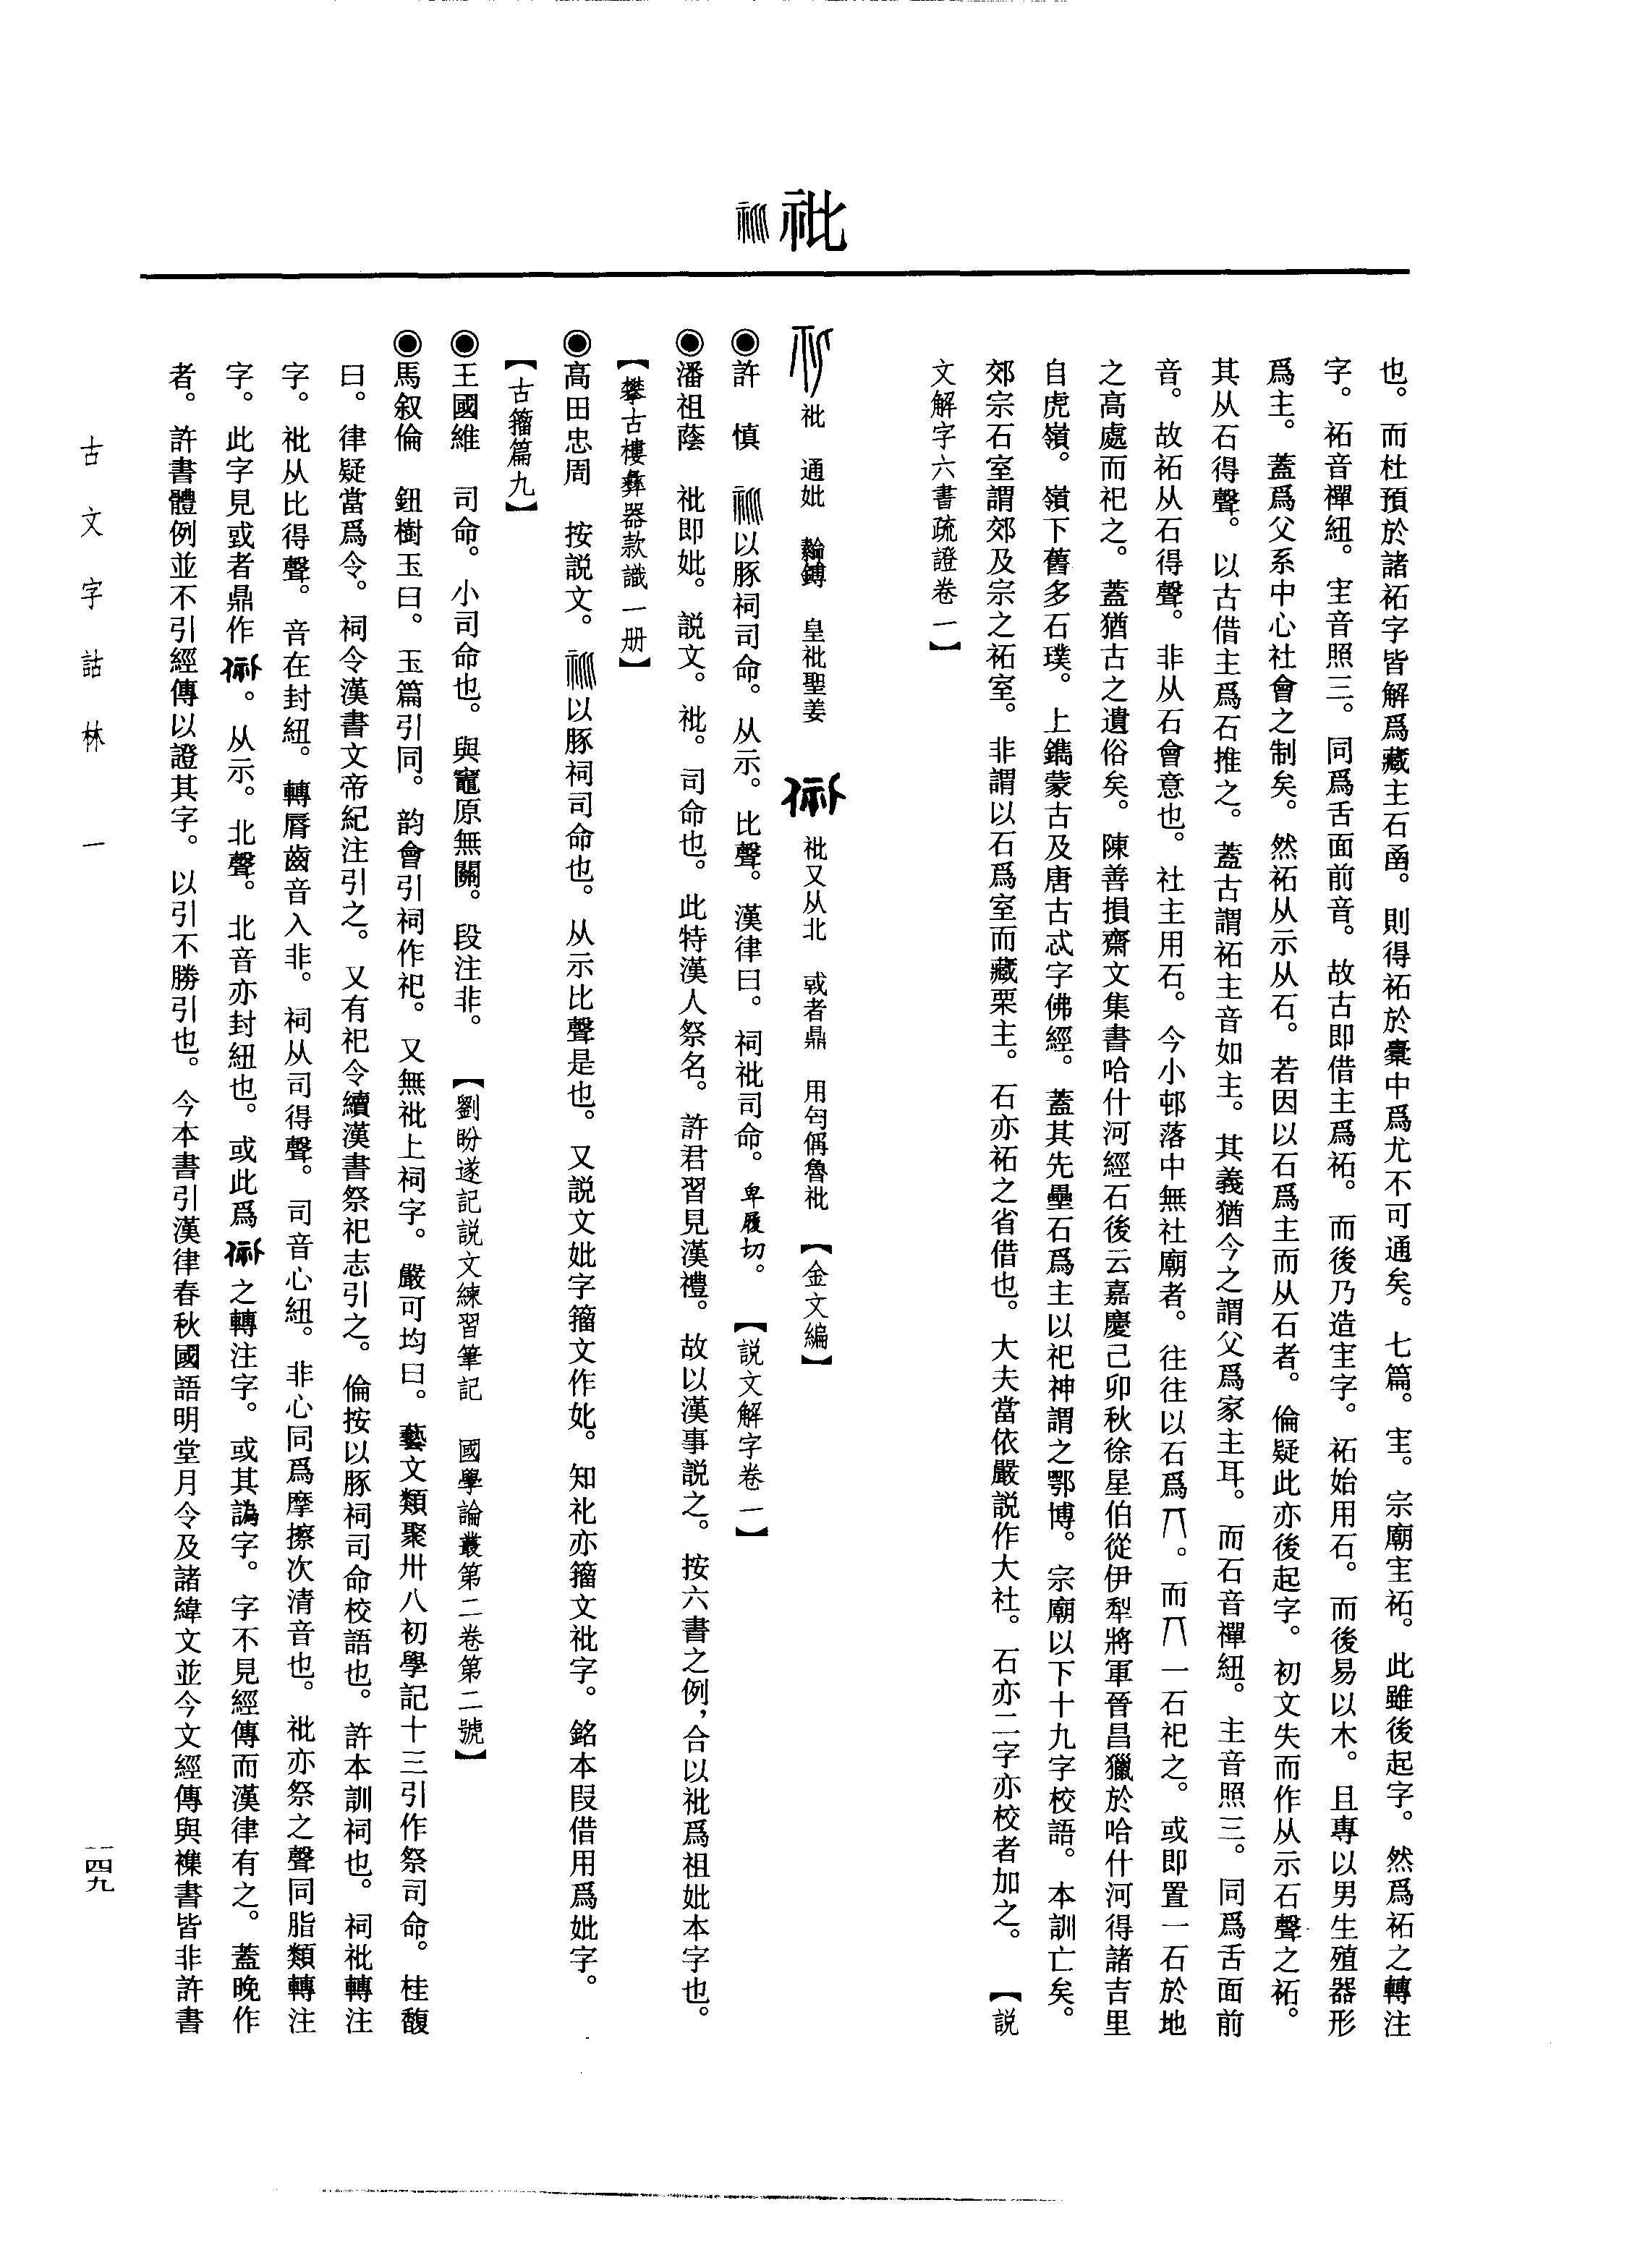 祉
也。而杜預於諸祏字皆解爲藏主石函。則得祏於橐中爲尤不可通矣。七篇。宔。宗廟宔祏。此雖後起字。然爲祏之轉注
字。祏音禪紐。宔音照三。同爲舌面前音。故古即借主爲祏。而後乃造宔字。祏始用石。而後易以木。且專以男生殖器形
爲主。蓋爲父系中心社會之制矣。然祏从示从石。若因以石爲主而从石者。倫疑此亦後起字。初文失而作从示石聲之祏。
其从石得聲。以古借主爲石推之。蓋古謂祏主音如主。其義猶今之謂父爲家主耳。而石音禪紐。主音照三。同爲舌面前
音。故祏从石得聲。非从石會意也。社主用石。今小邨落中無社廟者。往往以石爲。而一石祀之。或即置一石於地
之高處而祀之。蓋猶古之遺俗矣。陳善損齋文集書哈什河經石後云嘉慶己卯秋徐星伯從伊犁將軍晉昌獵於哈什河得諸吉里
自虎嶺。嶺下舊多石璞。上鐫蒙古及唐古忒字佛經。蓋其先壘石爲主以祀神謂之鄂博。宗廟以下十九字校語。本訓亡矣。
郊宗石室謂郊及宗之祏室。非謂以石爲室而藏栗主。石亦祏之省借也。大夫當依嚴説作大社。石亦二字亦校者加之。【説
文解字六書疏證卷一】
祉 通妣 鎛 皇祉聖姜 祉又从北 㦰者鼎 用匄偁魯祉 【金文編】
◉許 慎 以豚祠司命。从示。比聲。漢律曰。祠祉司命。卑履切。 【説文解字卷一】
◉潘祖蔭 祉即妣。説文。祉。司命也。此特漢人祭名。許君習見漢禮。故以漢事説之。按六書之例，合以祉爲祖妣本字也。
【攀古樓彝器款識一册】
◉高田忠周 按説文。以豚祠司命也。从示比聲是也。又説文妣字籀文作𡚧。知礼亦籀文祉字。銘本叚借用爲妣字。
【古籀篇九】
◉王國維 司命。小司命也。與竈原無關。段注非。 【劉盼遂記説文練習筆記 國學論叢第二卷第二號】
◉馬叙倫 鈕樹玉曰。玉篇引同。韵會引祠作祀。又無祉上祠字。嚴可均曰。藝文類聚卅八初學記十三引作祭司命。桂馥
曰。律疑當爲令。祠令漢書文帝紀注引之。又有祀令續漢書祭祀志引之。倫按以豚祠司命校語也。許本訓祠也。祠祉轉注
字。祉从比得聲。音在封紐。轉脣齒音入非。祠从司得聲。司音心紐。非心同爲摩擦次清音也。祉亦祭之聲同脂類轉注
字。此字見㦰者鼎作。从示。北聲。北音亦封紐也。或此爲之轉注字。或其譌字。字不見經傳而漢律有之。蓋晚作
者。許書體例並不引經傳以證其字。以引不勝引也。今本書引漢律春秋國語明堂月令及諸緯文並今文經傳與襍書皆非許書
古文字詁林 一
一四九